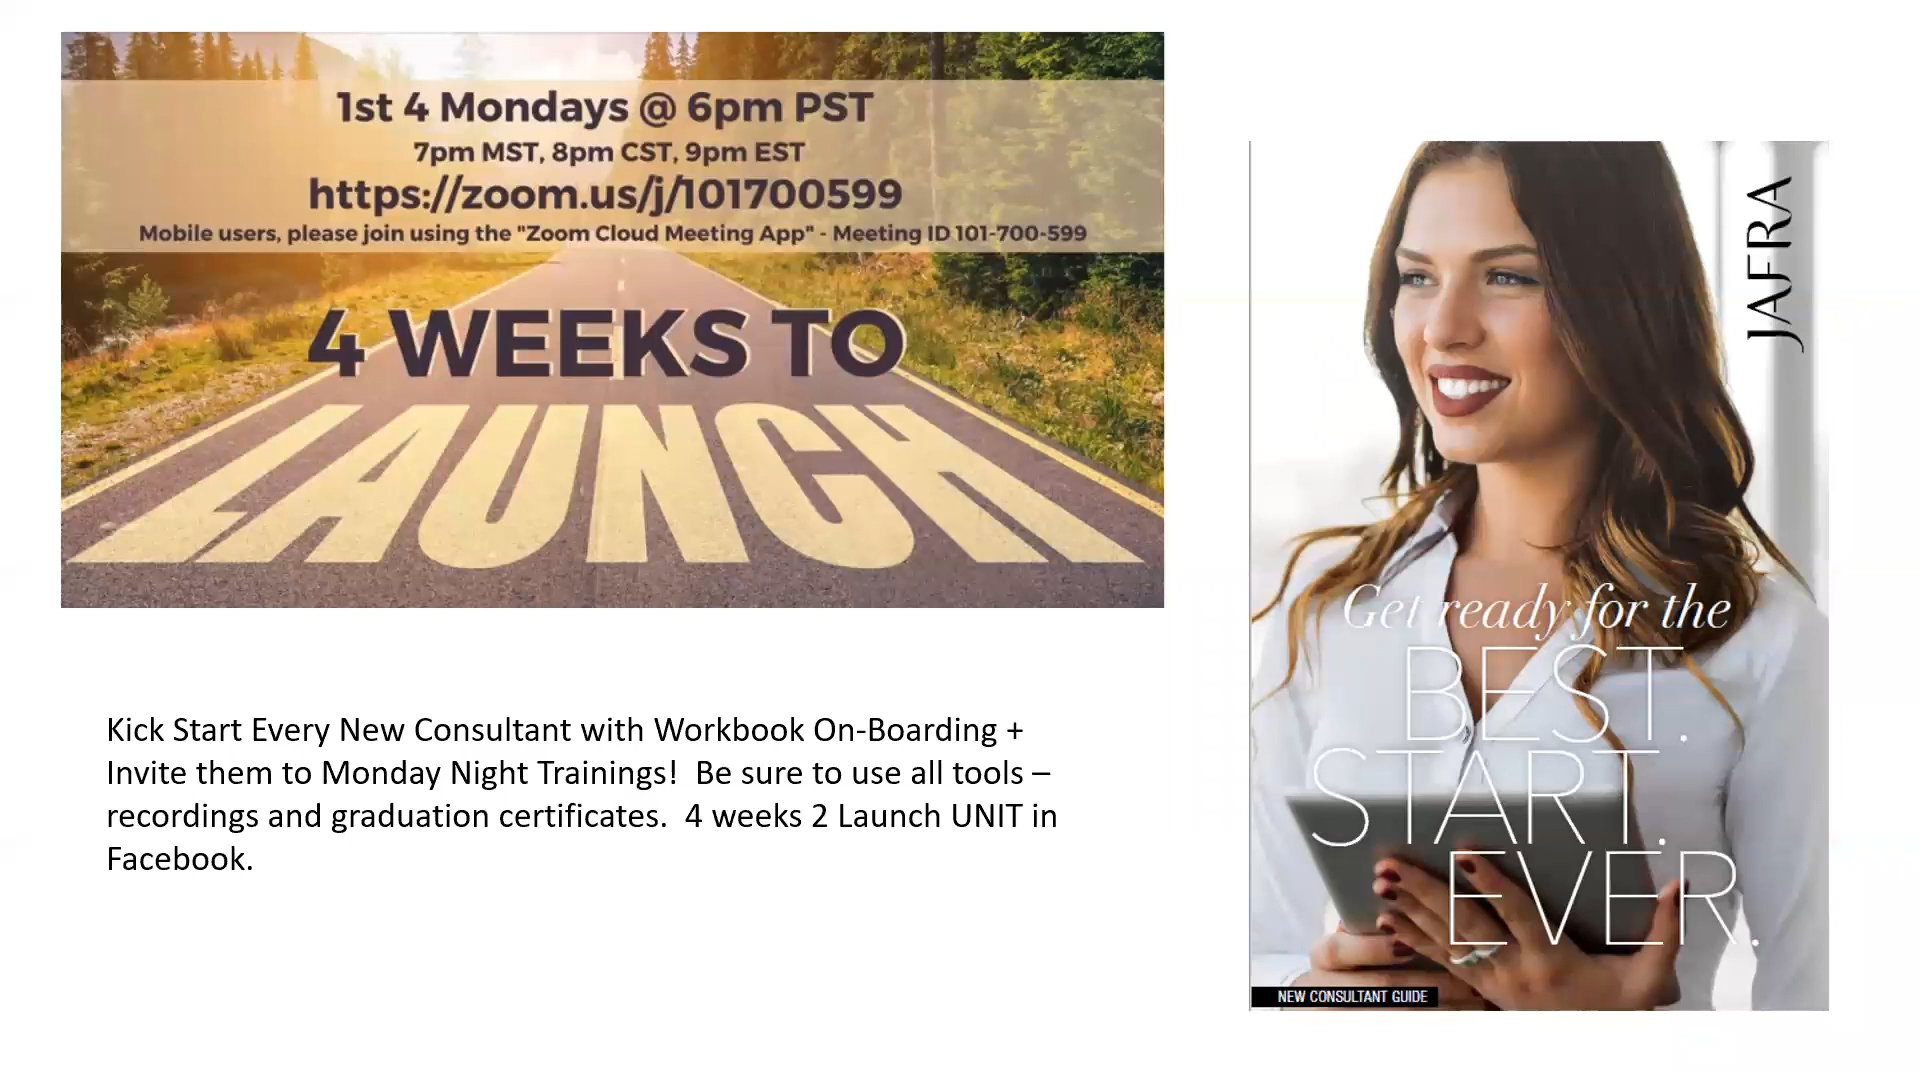 1st 4 Mondays @ 6pm PST
7pm MST, 8pm CST, 9pm EST
https://zoom.us/j/101700599
Mobile users, please join using the "Zoom Cloud Meeting App" - Meeting ID 101-700-599
4 WEEKS TO
LAUNCH
Kick Start Every New Consultant with Workbook On-Boarding +
Invite them to Monday Night Trainings!  Be sure to use all tools –
recordings and graduation certificates.  4 weeks 2 Launch UNIT in
Facebook.
JAFRA
Get ready for the
BEST.
START.
EVER.
NEW CONSULTANT GUIDE